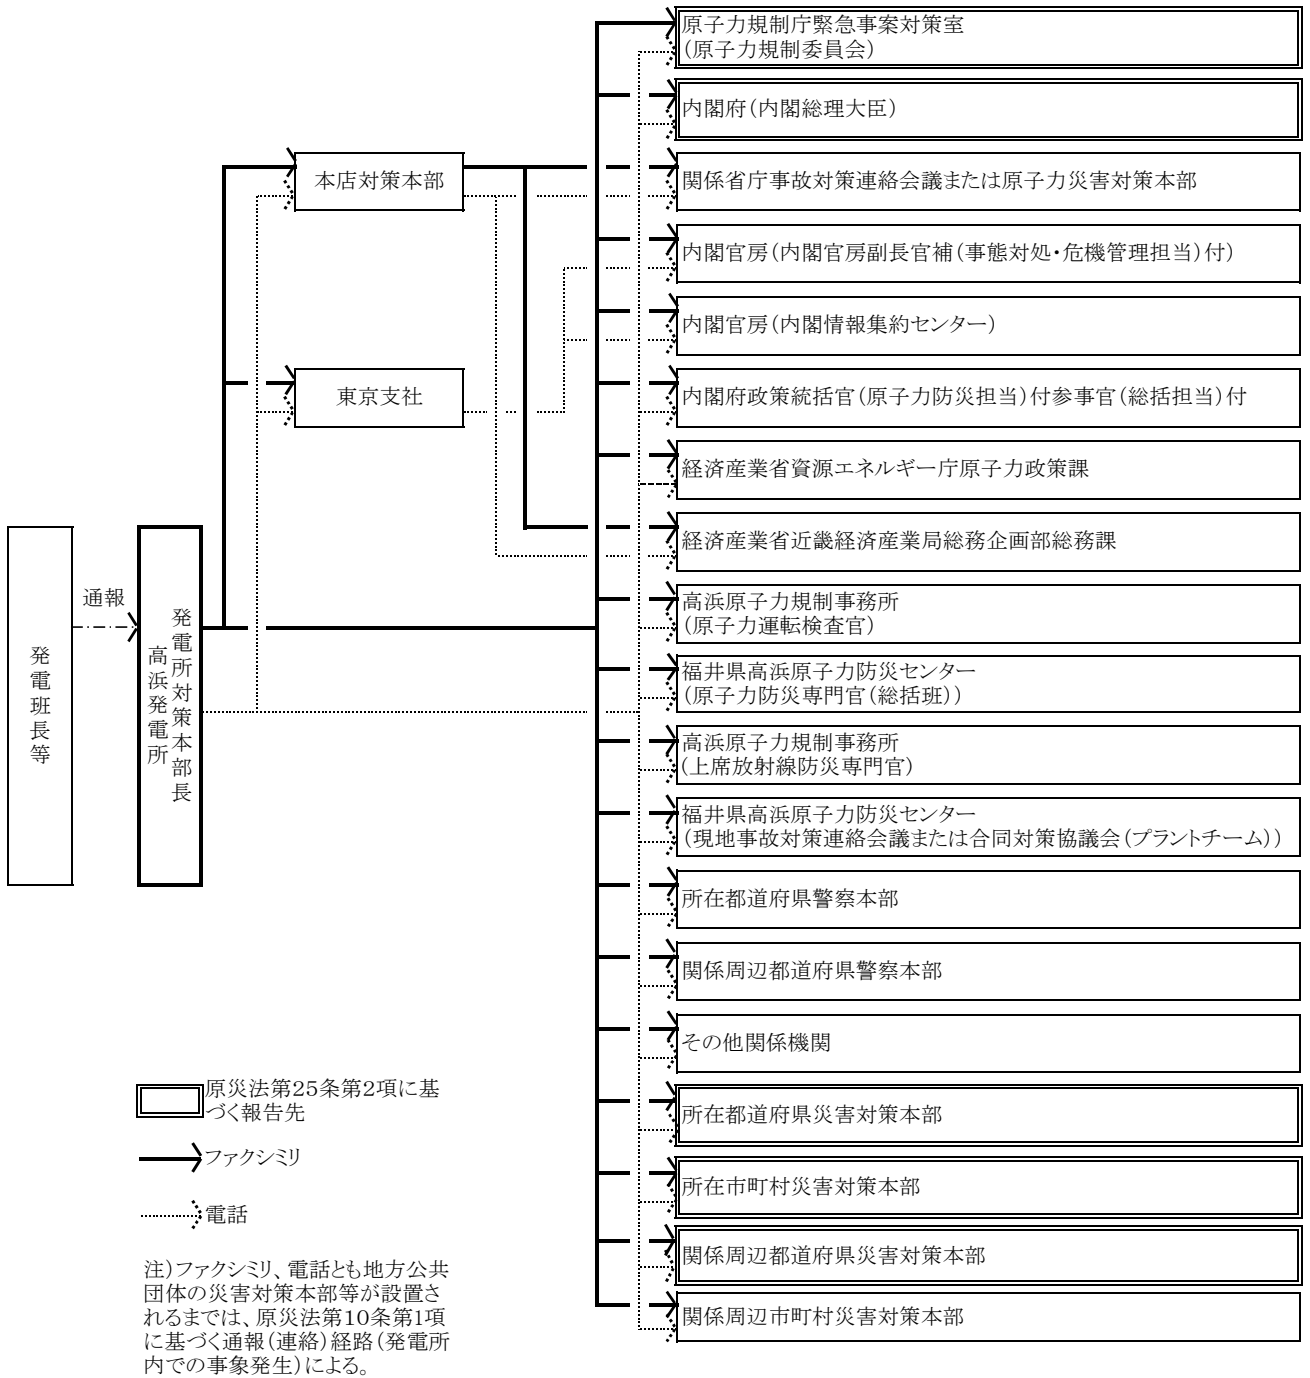 原子力規制庁緊急事案対策室
(原子力規制委員会)
内閣府(内閣総理大臣)
本店対策本部
関係省庁事故対策連絡会議または原子力災害対策本部
内閣官房(内閣官房副長官補(事態対処・危機管理担当)付)
内閣官房(内閣情報集約センター)
東京支社
内閣府政策統括官(原子力防災担当)付参事官(総括担当)付
経済産業省資源エネルギー庁原子力政策課
経済産業省近畿経済産業局総務企画部総務課
通報
発電班長等
発電所対策本部長
高浜発電所
高浜原子力規制事務所
(原子力運転検査官)
福井県高浜原子力防災センター
(原子力防災専門官(総括班))
高浜原子力規制事務所
(上席放射線防災専門官)
福井県高浜原子力防災センター
(現地事故対策連絡会議または合同対策協議会(プラントチーム))
所在都道府県警察本部
関係周辺都道府県警察本部
その他関係機関
所在都道府県災害対策本部
所在市町村災害対策本部
関係周辺都道府県災害対策本部
関係周辺市町村災害対策本部
原災法第25条第2項に基
づく報告先
ファクシミリ
電話
注)ファクシミリ、電話とも地方公共
団体の災害対策本部等が設置さ
れるまでは、原災法第10条第1項
に基づく通報(連絡)経路(発電所
内での事象発生)による。